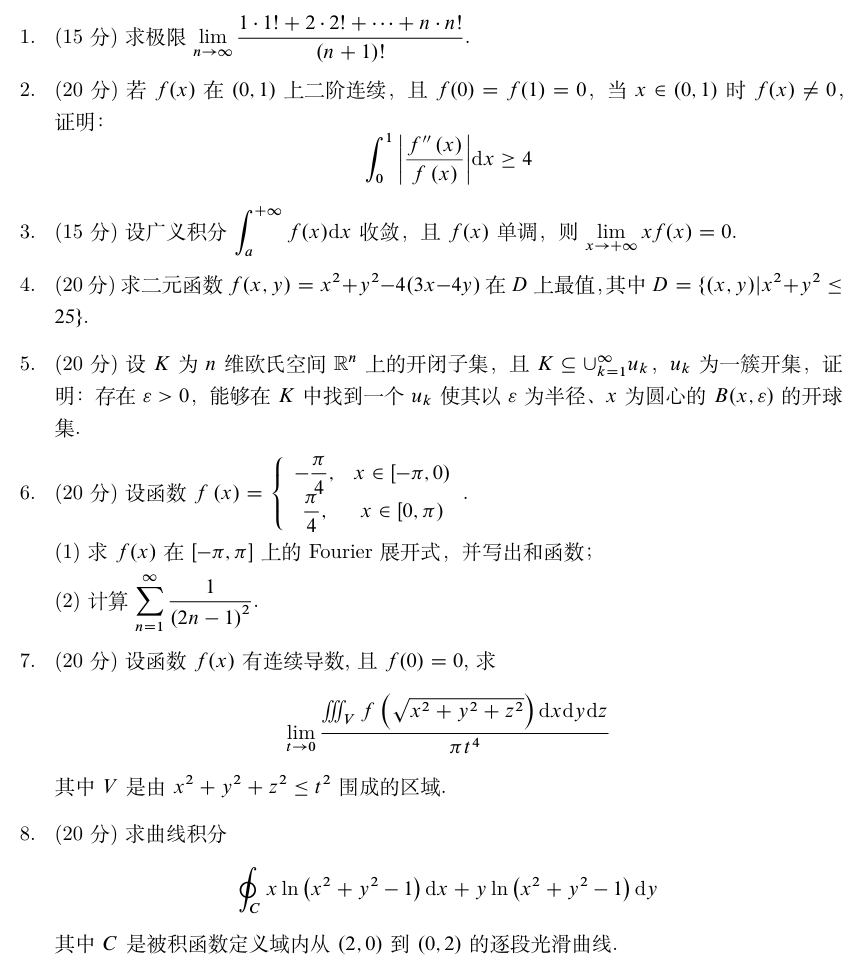 1. (15 分) 求极限 $\lim_{n\to\infty} \frac{1\cdot 1!+2\cdot 2!+\cdots+n\cdot n!}{(n+1)!}$.
2. (20 分) 若 $f(x)$ 在 $(0,1)$ 上二阶连续，且 $f(0)=f(1)=0$，当 $x\in(0,1)$ 时 $f(x)\neq 0$,
证明：
$\int_0^1 \left|\frac{f''(x)}{f(x)}\right| \mathrm{d}x \geq 4$
3. (15 分) 设广义积分 $\int_a^{+\infty} f(x)\mathrm{d}x$ 收敛，且 $f(x)$ 单调，则 $\lim_{x\to+\infty} xf(x)=0$.
4. (20 分) 求二元函数 $f(x,y)=x^2+y^2-4(3x-4y)$ 在 $D$ 上最值,其中 $D=\{(x,y)|x^2+y^2\leq$
$25\}$.
5. (20 分) 设 $K$ 为 $n$ 维欧氏空间 $\mathbb{R}^n$ 上的开闭子集，且 $K\subseteq\cup_{k=1}^{\infty}u_k$，$u_k$ 为一簇开集，证
明：存在 $\varepsilon>0$，能够在 $K$ 中找到一个 $u_k$ 使其以 $\varepsilon$ 为半径、$x$ 为圆心的 $B(x,\varepsilon)$ 的开球
集.
6. (20 分) 设函数 $f(x)=\begin{cases} -\frac{\pi}{4}, & x\in[-\pi,0) \\ \frac{\pi}{4}, & x\in[0,\pi) \end{cases}$.
(1) 求 $f(x)$ 在 $[-\pi,\pi]$ 上的 Fourier 展开式，并写出和函数；
(2) 计算 $\sum_{n=1}^{\infty}\frac{1}{(2n-1)^2}$.
7. (20 分) 设函数 $f(x)$ 有连续导数, 且 $f(0)=0$, 求
$\lim_{t\to 0}\frac{\iiint_V f\left(\sqrt{x^2+y^2+z^2}\right)\mathrm{d}x\mathrm{d}y\mathrm{d}z}{\pi t^4}$
其中 $V$ 是由 $x^2+y^2+z^2\leq t^2$ 围成的区域.
8. (20 分) 求曲线积分
$\oint_C x\ln\left(x^2+y^2-1\right)\mathrm{d}x+y\ln\left(x^2+y^2-1\right)\mathrm{d}y$
其中 $C$ 是被积函数定义域内从 $(2,0)$ 到 $(0,2)$ 的逐段光滑曲线.